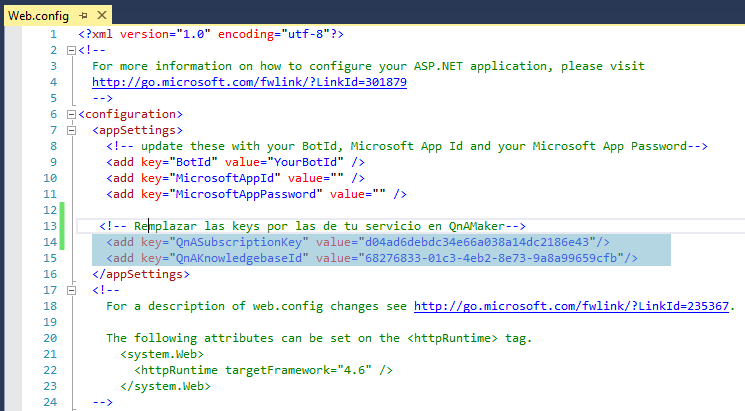 Web.config
1 <?xml version="1.0" encoding="utf-8"?>
2 <!--
3 For more information on how to configure your ASP.NET application, please visit
4 http://go.microsoft.com/fwlink/?LinkId=301879
5 -->
6 <configuration>
7 <appSettings>
8 <!-- update these with your BotId, Microsoft App Id and your Microsoft App Password-->
9 <add key="BotId" value="YourBotId" />
10 <add key="MicrosoftAppId" value="" />
11 <add key="MicrosoftAppPassword" value="" />
12
13 <!-- Remplazar las keys por las de tu servicio en QnAMaker-->
14 <add key="QnASubscriptionKey" value="d04ad6debdc34e66a038a14dc2186e43"/>
15 <add key="QnAKnowledgebaseId" value="68276833-01c3-4eb2-8e73-9a8a99659cfb"/>
16 </appSettings>
17 <!--
18 For a description of web.config changes see http://go.microsoft.com/fwlink/?LinkId=235367.
19
20 The following attributes can be set on the <httpRuntime> tag.
21 <system.Web>
22 <httpRuntime targetFramework="4.6" />
23 </system.Web>
24 -->